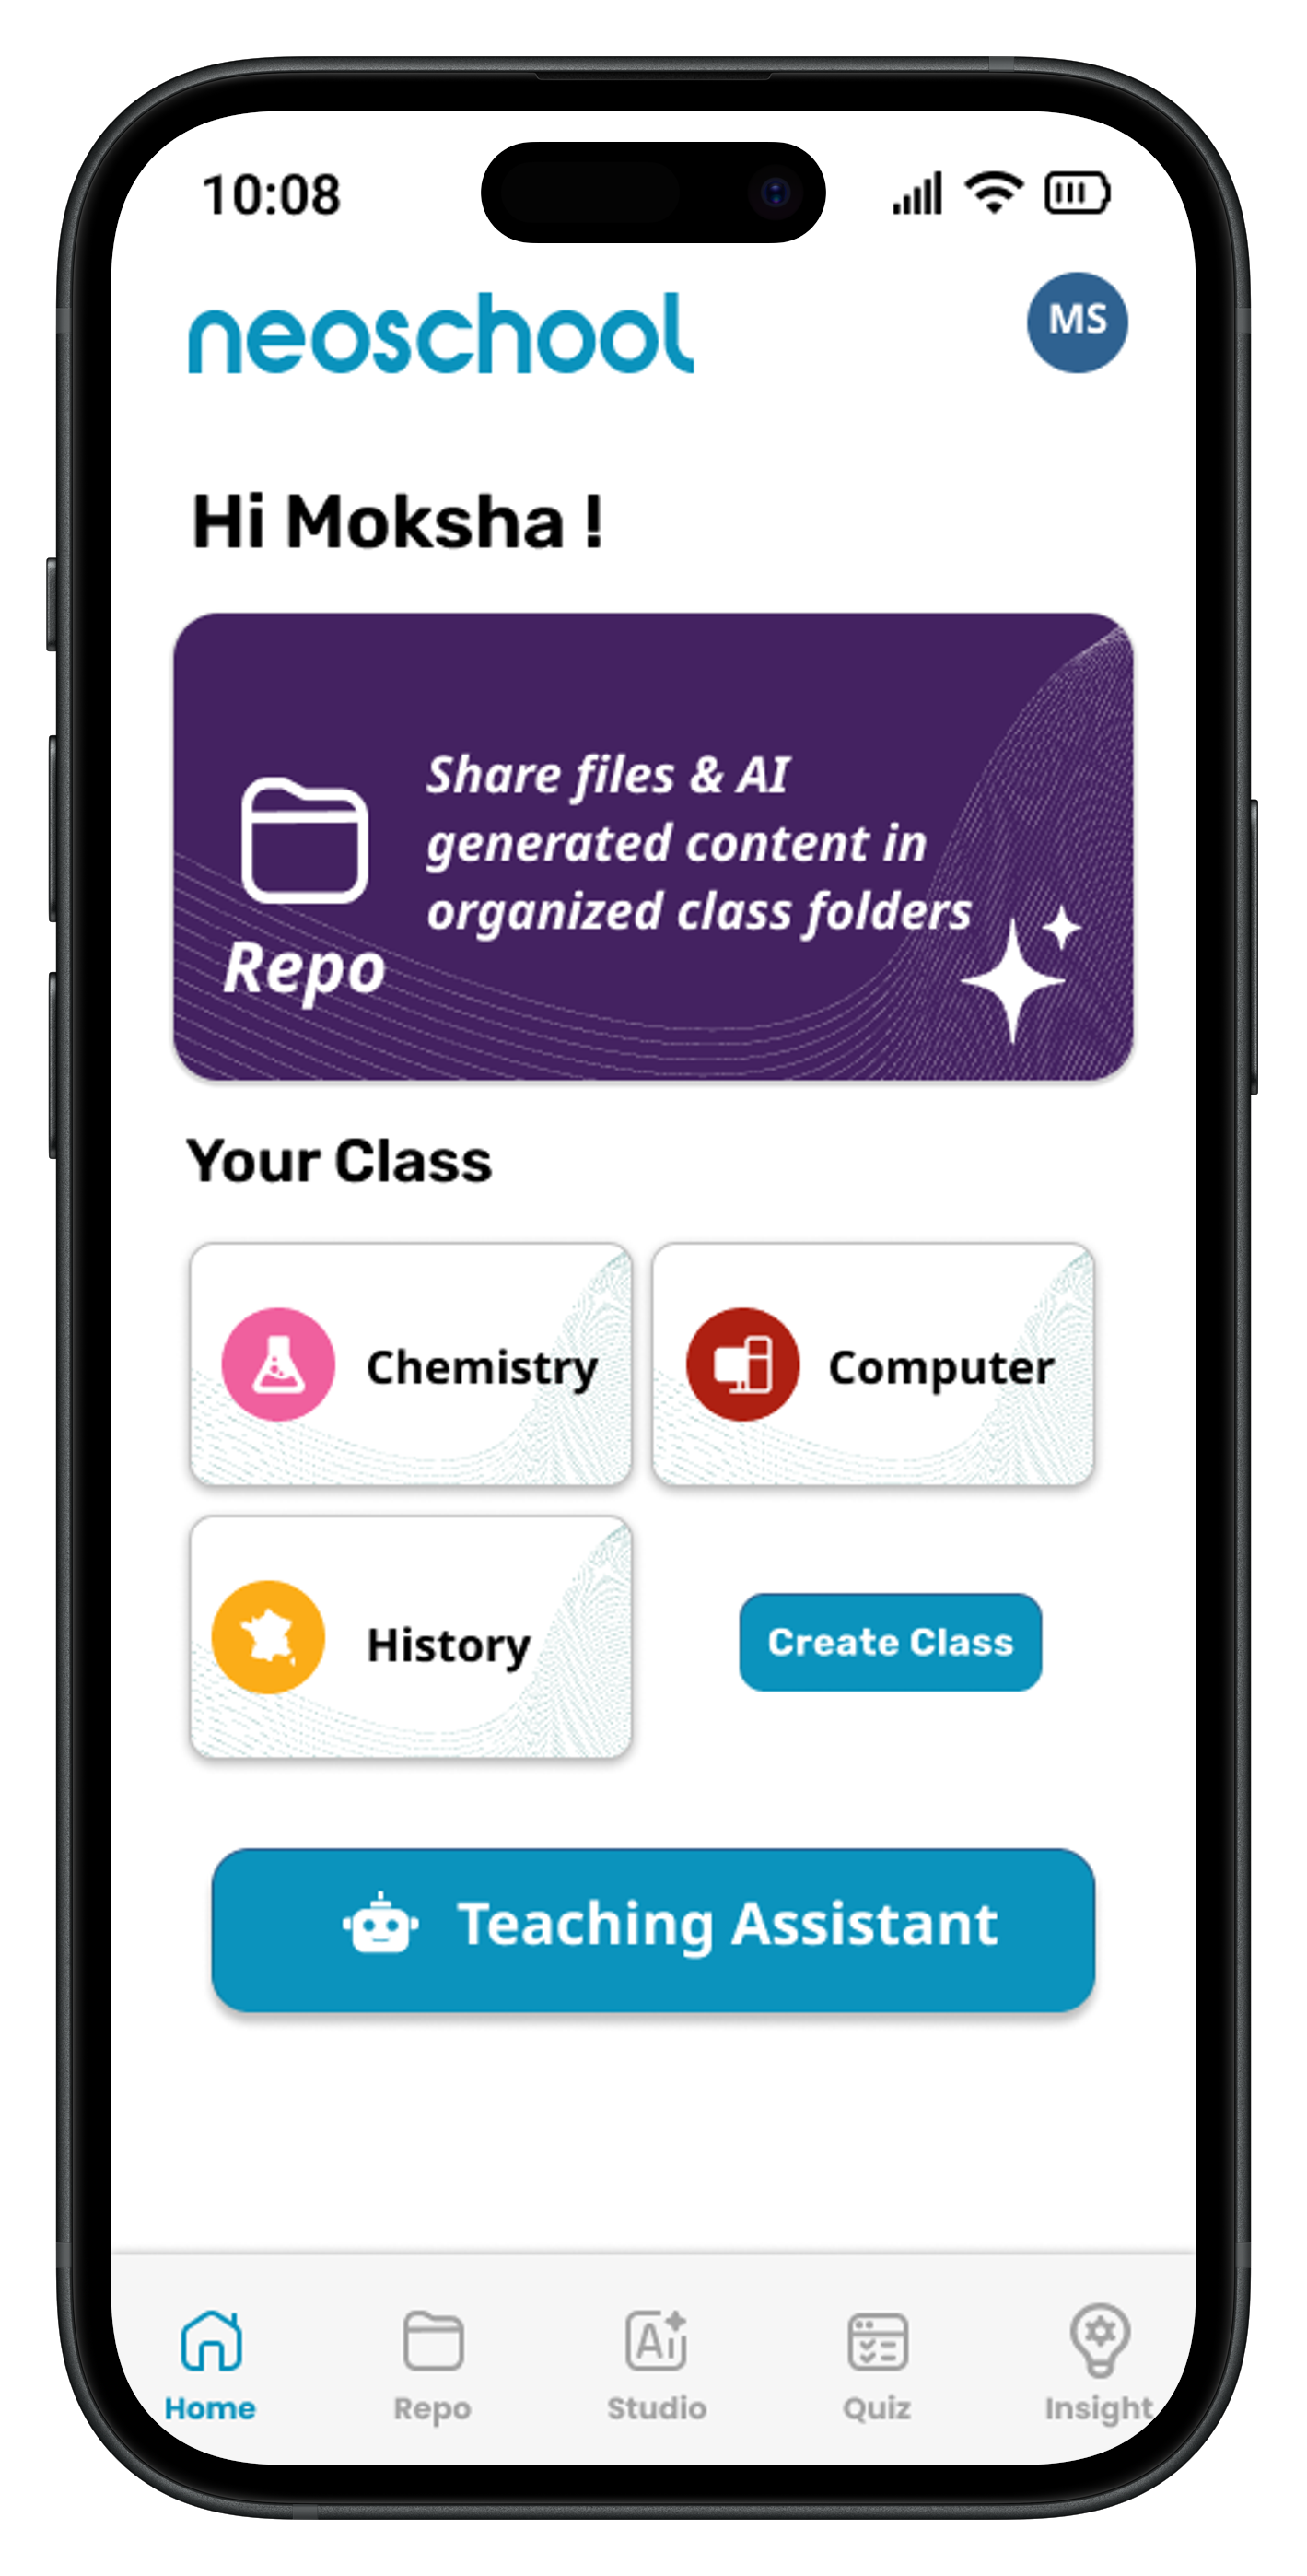 10:08
neoschool
MS
Hi Moksha !
Share files & AI
generated content in
organized class folders
Repo
Your Class
Chemistry
Computer
History
Create Class
Teaching Assistant
Home
Repo
Studio
Quiz
Insight